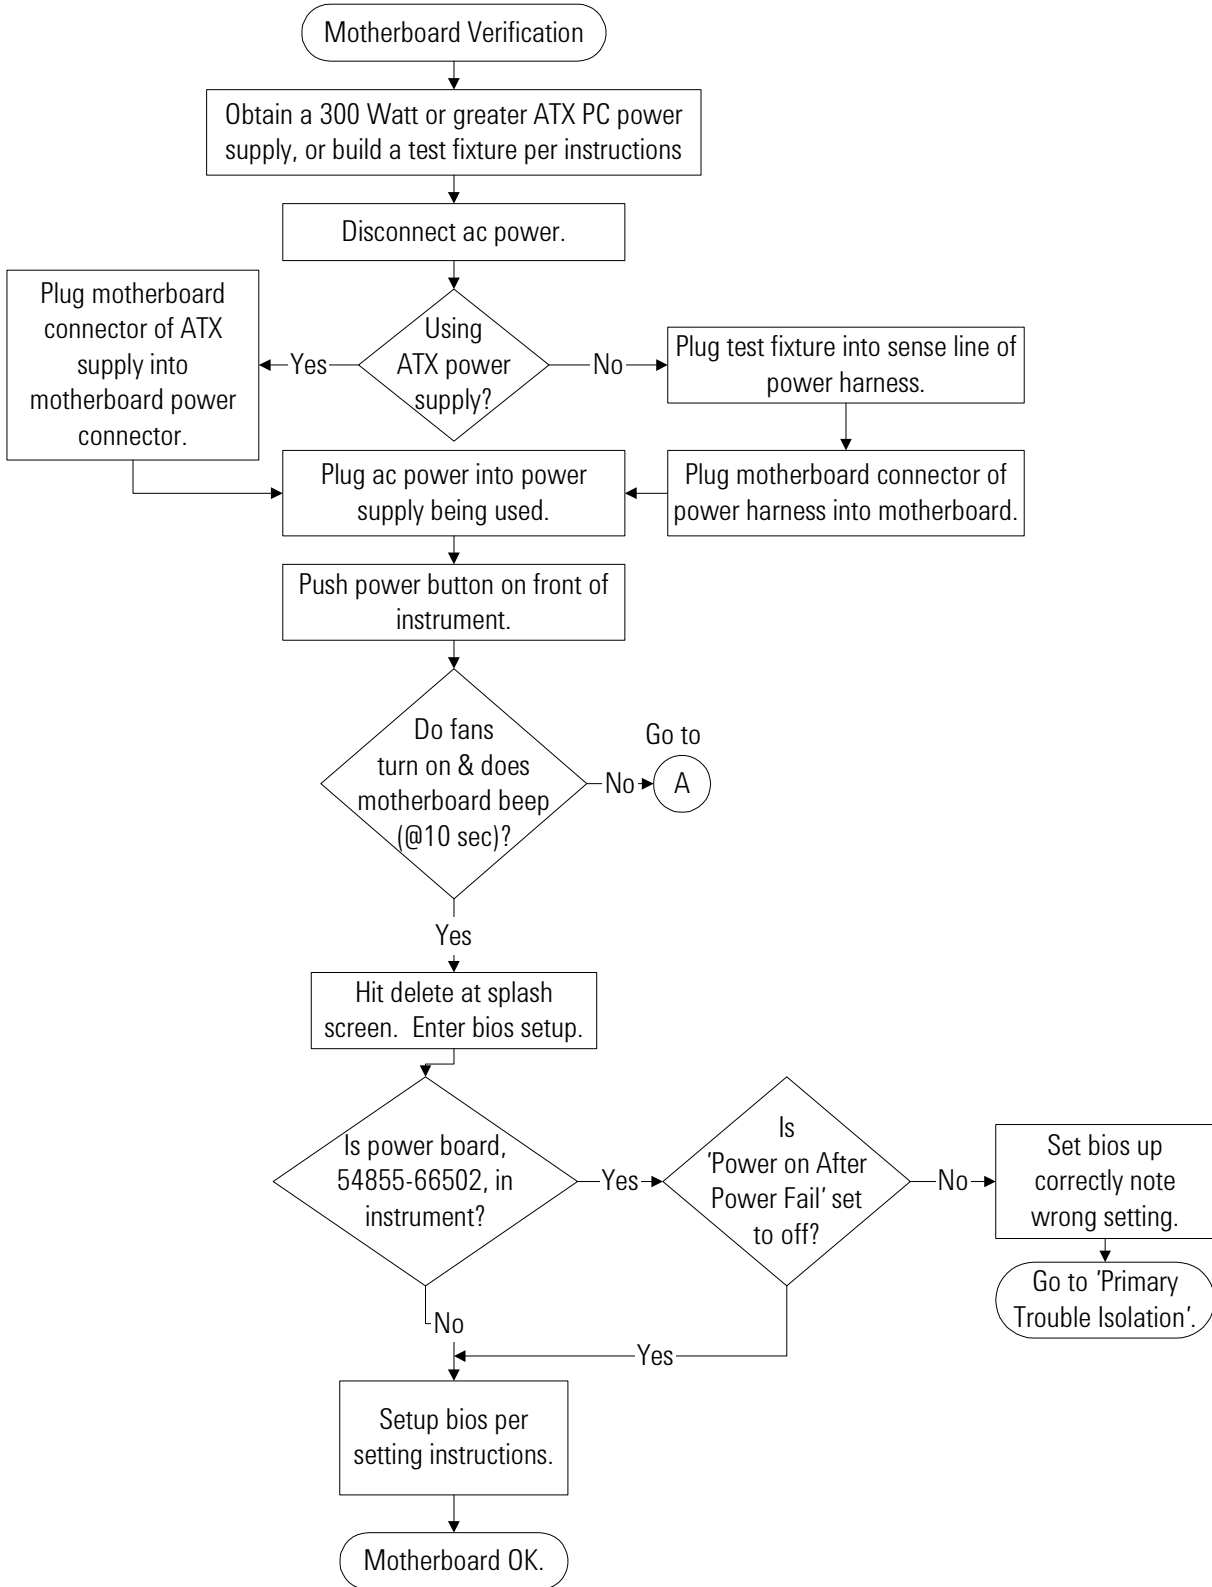 Motherboard Verification
Obtain a 300 Watt or greater ATX PC power
supply, or build a test fixture per instructions
Disconnect ac power.
Plug motherboard
connector of ATX
supply into
motherboard power
connector.
Yes
Using
ATX power
supply?
No
Plug test fixture into sense line of
power harness.
Plug ac power into power
supply being used.
Plug motherboard connector of
power harness into motherboard.
Push power button on front of
instrument.
Do fans
turn on & does
motherboard beep
(@10 sec)?
No
Go to
A
Yes
Hit delete at splash
screen.  Enter bios setup.
Is power board,
54855-66502, in
instrument?
Yes
Is
'Power on After
Power Fail' set
to off?
No
Set bios up
correctly note
wrong setting.
Go to 'Primary
Trouble Isolation'.
No
Yes
Setup bios per
setting instructions.
Motherboard OK.